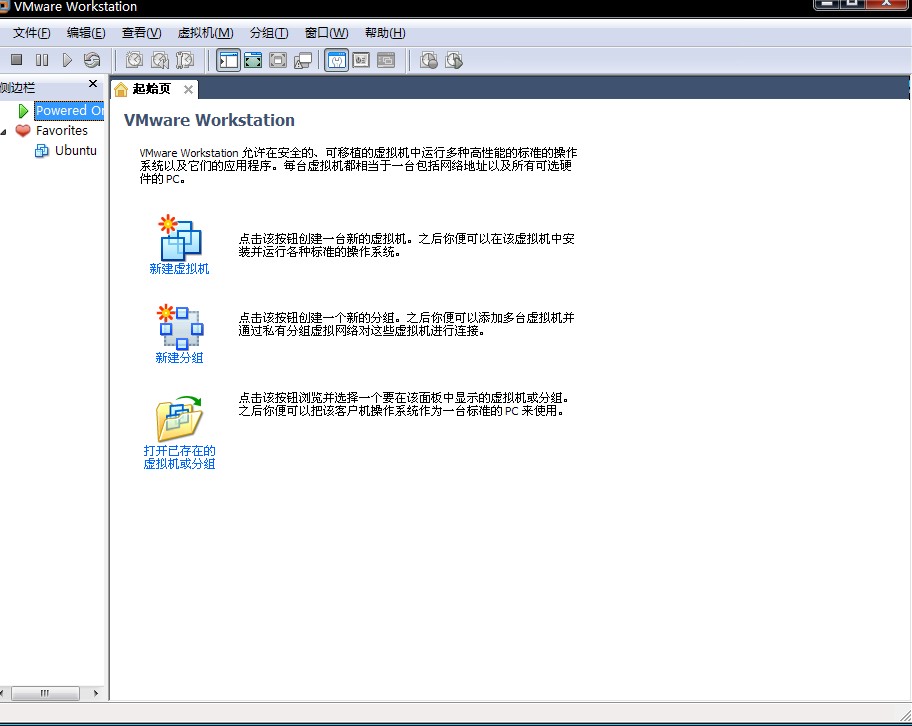 VMware Workstation
文件(F) 编辑(E) 查看(V) 虚拟机(M) 分组(T) 窗口(W) 帮助(H)
侧边栏
起始页
Powered On
Favorites
Ubuntu
VMware Workstation
VMware Workstation 允许在安全的、可移植的虚拟机中运行多种高性能的标准的操作
系统以及它们的应用程序。每台虚拟机都相当于一台包括网络地址以及所有可选硬
件的 PC。
新建虚拟机
点击该按钮创建一台新的虚拟机。之后你便可以在该虚拟机中安
装并运行各种标准的操作系统。
新建分组
点击该按钮创建一个新的分组。之后你便可以添加多台虚拟机并
通过私有分组虚拟网络对这些虚拟机进行连接。
打开已存在的
虚拟机或分组
点击该按钮浏览并选择一个要在该面板中显示的虚拟机或分组。
之后你便可以把该客户机操作系统作为一台标准的 PC 来使用。